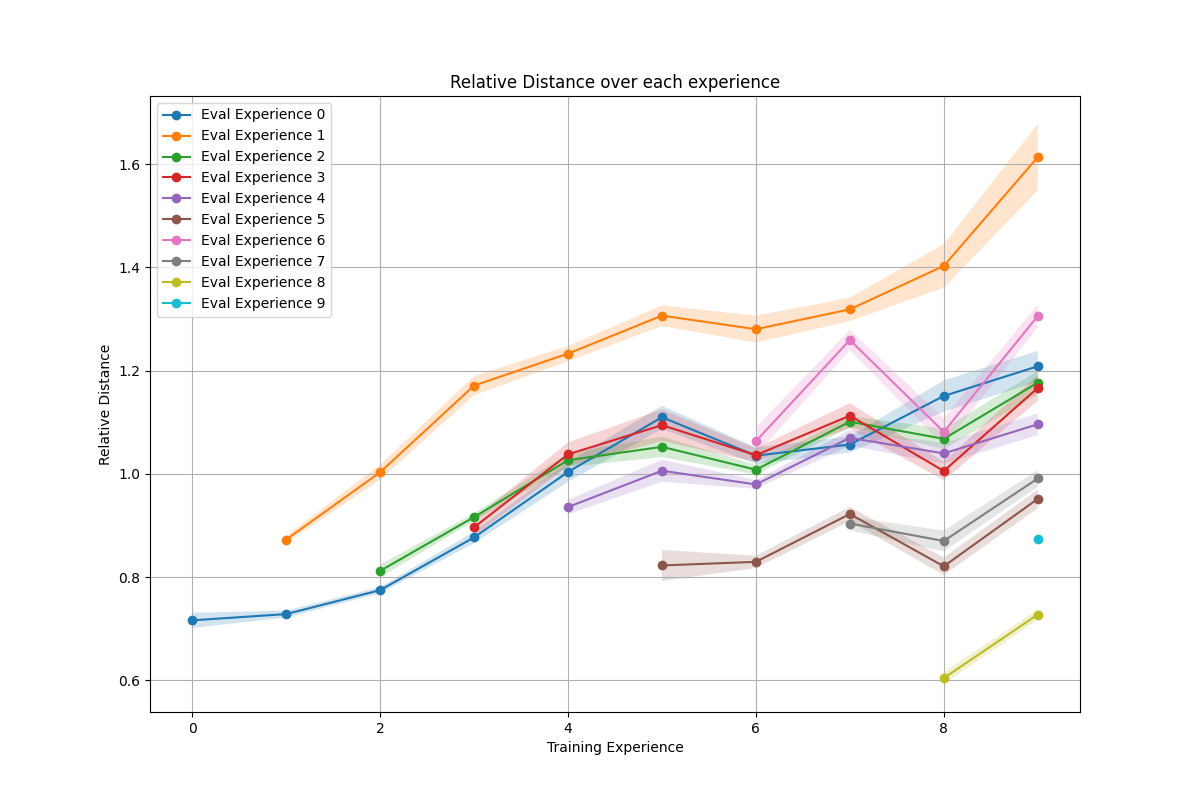 Relative Distance over each experience
Eval Experience 0
Eval Experience 1
Eval Experience 2
Eval Experience 3
Eval Experience 4
Eval Experience 5
Eval Experience 6
Eval Experience 7
Eval Experience 8
Eval Experience 9
1.6
1.4
1.2
1.0
0.8
0.6
Relative Distance
0 2 4 6 8
Training Experience